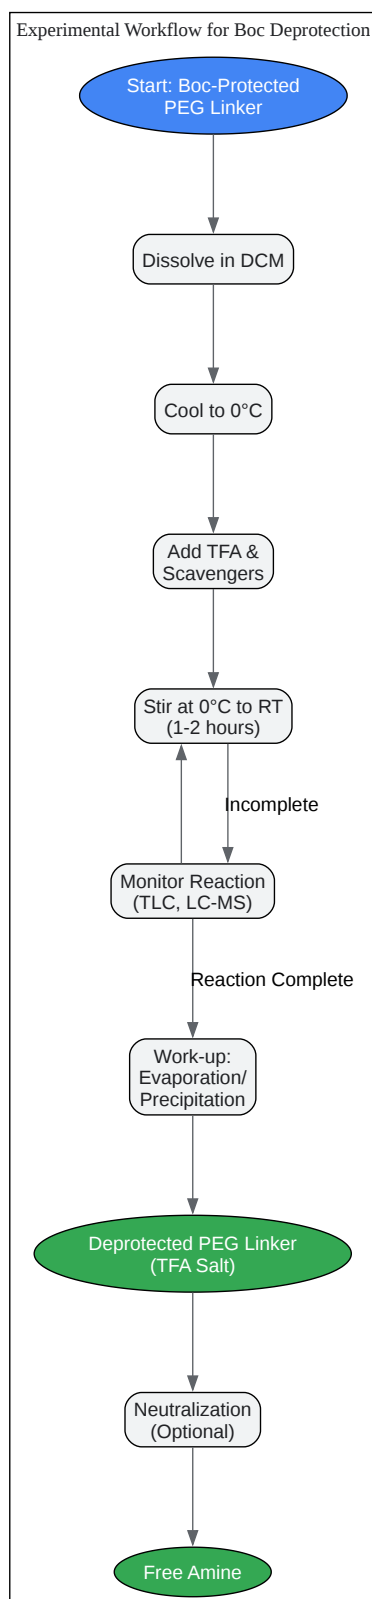 Experimental Workflow for Boc Deprotection
Start: Boc-Protected
PEG Linker
Dissolve in DCM
Cool to 0°C
Add TFA &
Scavengers
Stir at 0°C to RT
(1-2 hours)
Incomplete
Monitor Reaction
(TLC, LC-MS)
Reaction Complete
Work-up:
Evaporation/
Precipitation
Deprotected PEG Linker
(TFA Salt)
Neutralization
(Optional)
Free Amine